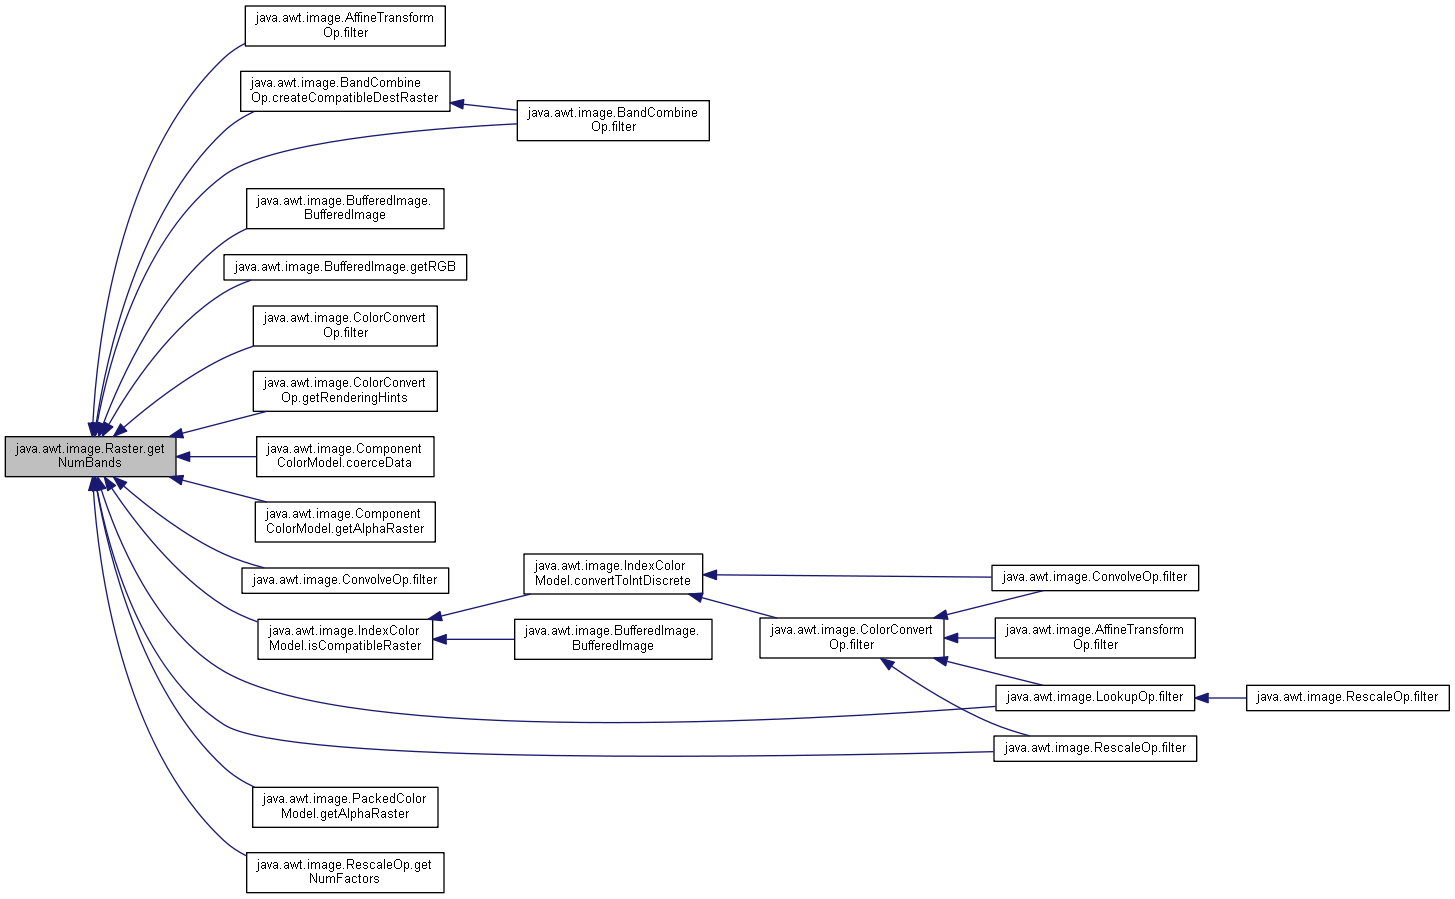 java.awt.image.AffineTransform
Op.filter
java.awt.image.BandCombine
Op.createCompatibleDestRaster
java.awt.image.BandCombine
Op.filter
java.awt.image.BufferedImage.
BufferedImage
java.awt.image.BufferedImage.getRGB
java.awt.image.ColorConvert
Op.filter
java.awt.image.ColorConvert
Op.getRenderingHints
java.awt.image.Raster.get
NumBands
java.awt.image.Component
ColorModel.coerceData
java.awt.image.Component
ColorModel.getAlphaRaster
java.awt.image.ConvolveOp.filter
java.awt.image.IndexColor
Model.convertToIntDiscrete
java.awt.image.ConvolveOp.filter
java.awt.image.IndexColor
Model.isCompatibleRaster
java.awt.image.BufferedImage.
BufferedImage
java.awt.image.ColorConvert
Op.filter
java.awt.image.AffineTransform
Op.filter
java.awt.image.LookupOp.filter
java.awt.image.RescaleOp.filter
java.awt.image.RescaleOp.filter
java.awt.image.PackedColor
Model.getAlphaRaster
java.awt.image.RescaleOp.get
NumFactors